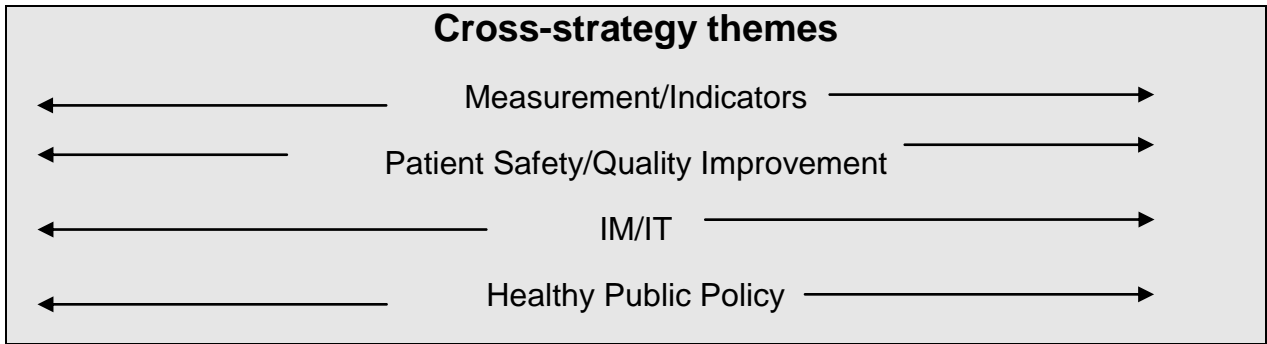 Cross-strategy themes
Measurement/Indicators
Patient Safety/Quality Improvement
IM/IT
Healthy Public Policy